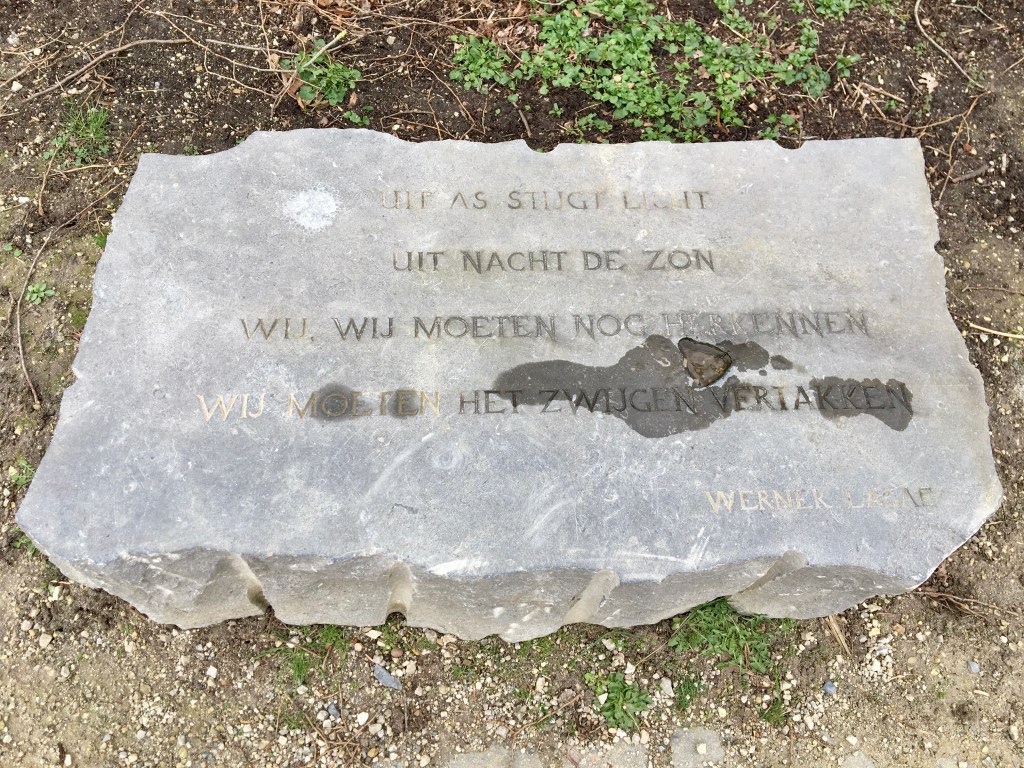 UIT AS STIJGT LICHT
UIT NACHT DE ZON
WIJ, WIJ MOETEN NOG HERKENNEN
WIJ MOETEN HET ZWIJGEN VERTAKKEN
WERNER LAGAE